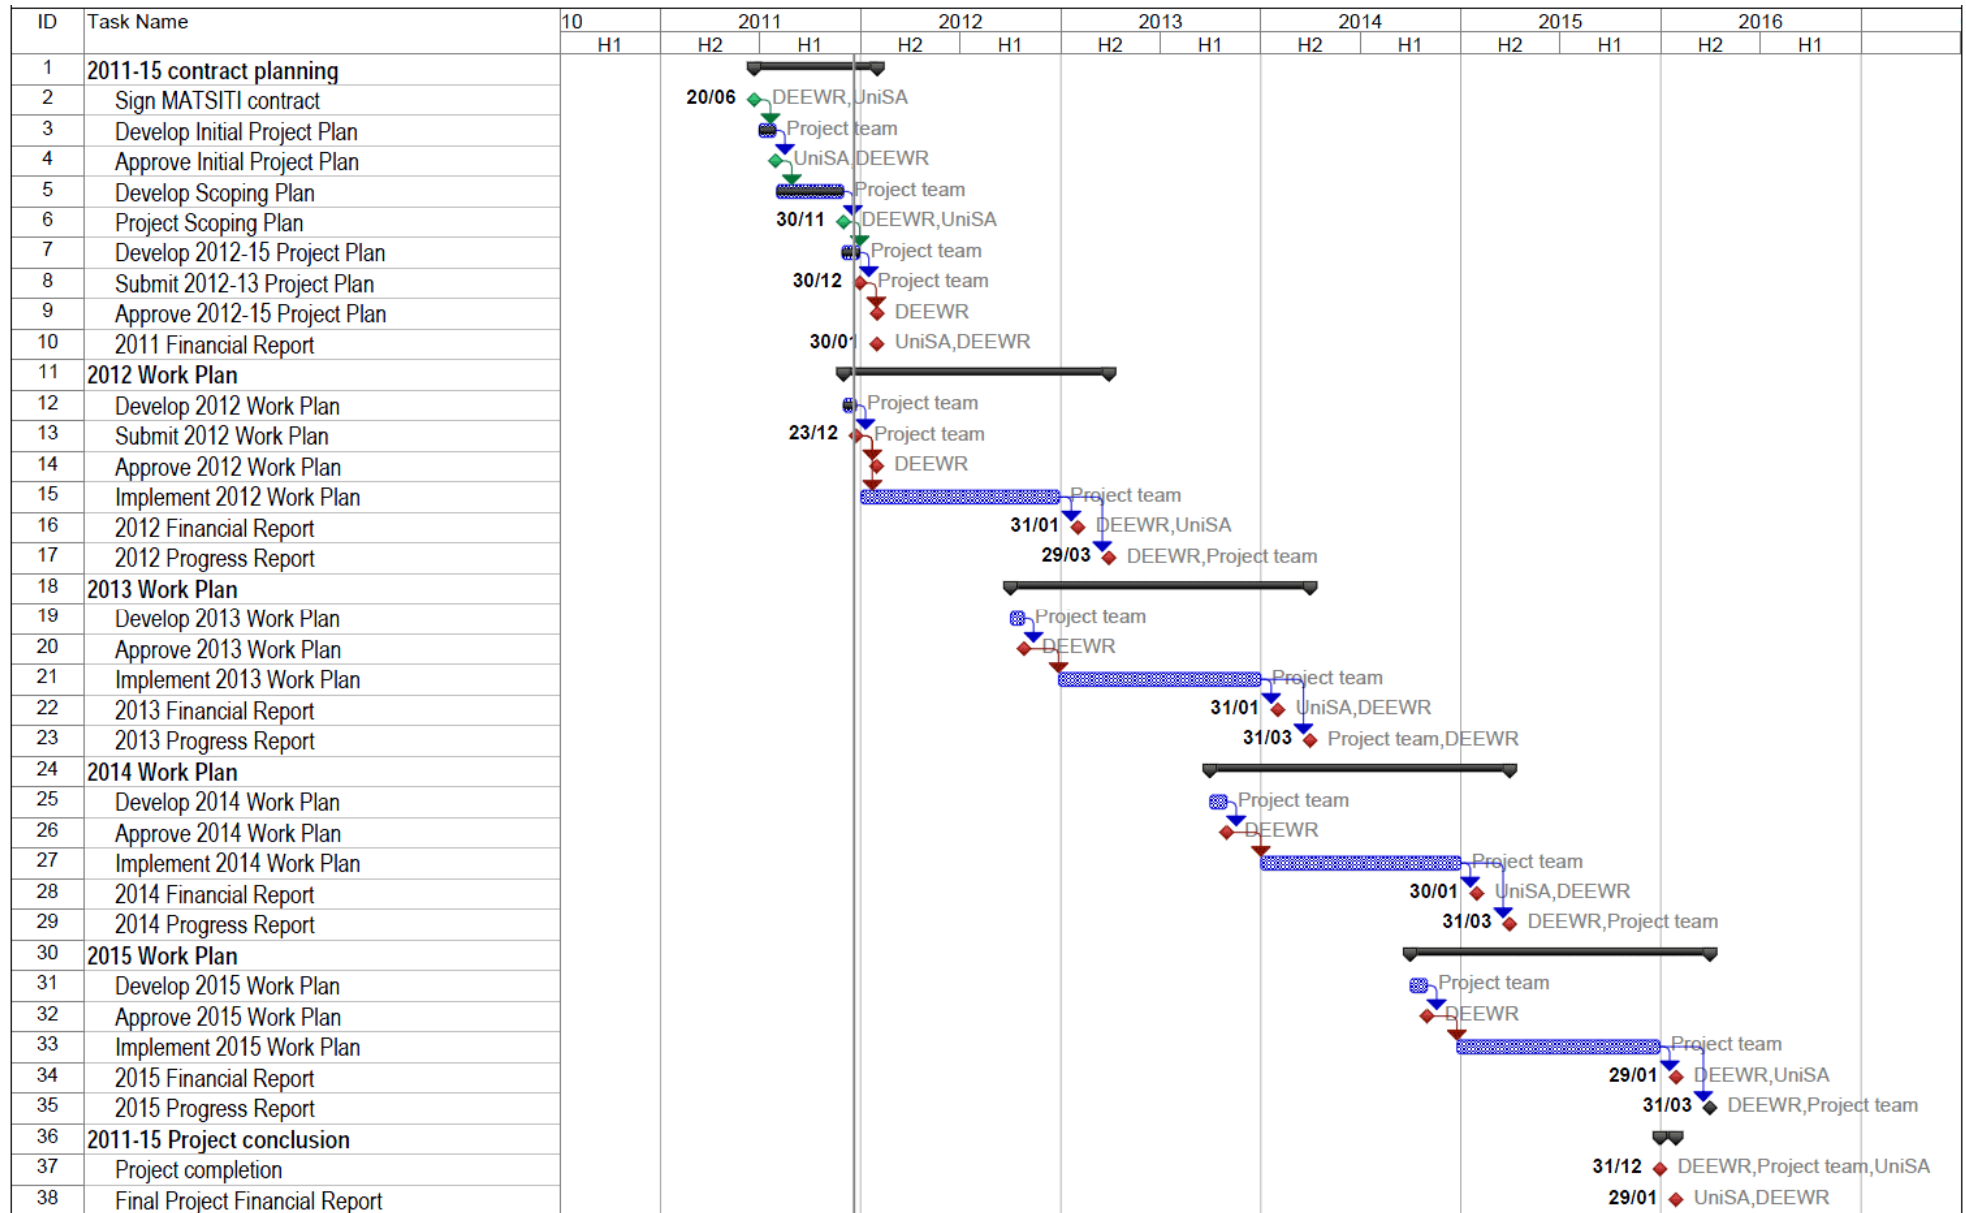 ID Task Name 10 2011 2012 2013 2014 2015 2016
H1 H2 H1 H2 H1 H2 H1 H2 H1 H2 H1 H2 H1
1 2011-15 contract planning
2 Sign MATSITI contract 20/06 DEEWR,UniSA
3 Develop Initial Project Plan Project team
4 Approve Initial Project Plan UniSA,DEEWR
5 Develop Scoping Plan Project team
6 Project Scoping Plan 30/11 DEEWR,UniSA
7 Develop 2012-15 Project Plan Project team
8 Submit 2012-13 Project Plan 30/12 Project team
9 Approve 2012-15 Project Plan DEEWR
10 2011 Financial Report 30/01 UniSA,DEEWR
11 2012 Work Plan
12 Develop 2012 Work Plan Project team
13 Submit 2012 Work Plan 23/12 Project team
14 Approve 2012 Work Plan DEEWR
15 Implement 2012 Work Plan Project team
16 2012 Financial Report 31/01 DEEWR,UniSA
17 2012 Progress Report 29/03 DEEWR,Project team
18 2013 Work Plan
19 Develop 2013 Work Plan Project team
20 Approve 2013 Work Plan DEEWR
21 Implement 2013 Work Plan Project team
22 2013 Financial Report 31/01 UniSA,DEEWR
23 2013 Progress Report 31/03 Project team,DEEWR
24 2014 Work Plan
25 Develop 2014 Work Plan Project team
26 Approve 2014 Work Plan DEEWR
27 Implement 2014 Work Plan Project team
28 2014 Financial Report 30/01 UniSA,DEEWR
29 2014 Progress Report 31/03 DEEWR,Project team
30 2015 Work Plan
31 Develop 2015 Work Plan Project team
32 Approve 2015 Work Plan DEEWR
33 Implement 2015 Work Plan Project team
34 2015 Financial Report 29/01 DEEWR,UniSA
35 2015 Progress Report 31/03 DEEWR,Project team
36 2011-15 Project conclusion
37 Project completion 31/12 DEEWR,Project team,UniSA
38 Final Project Financial Report 29/01 UniSA,DEEWR